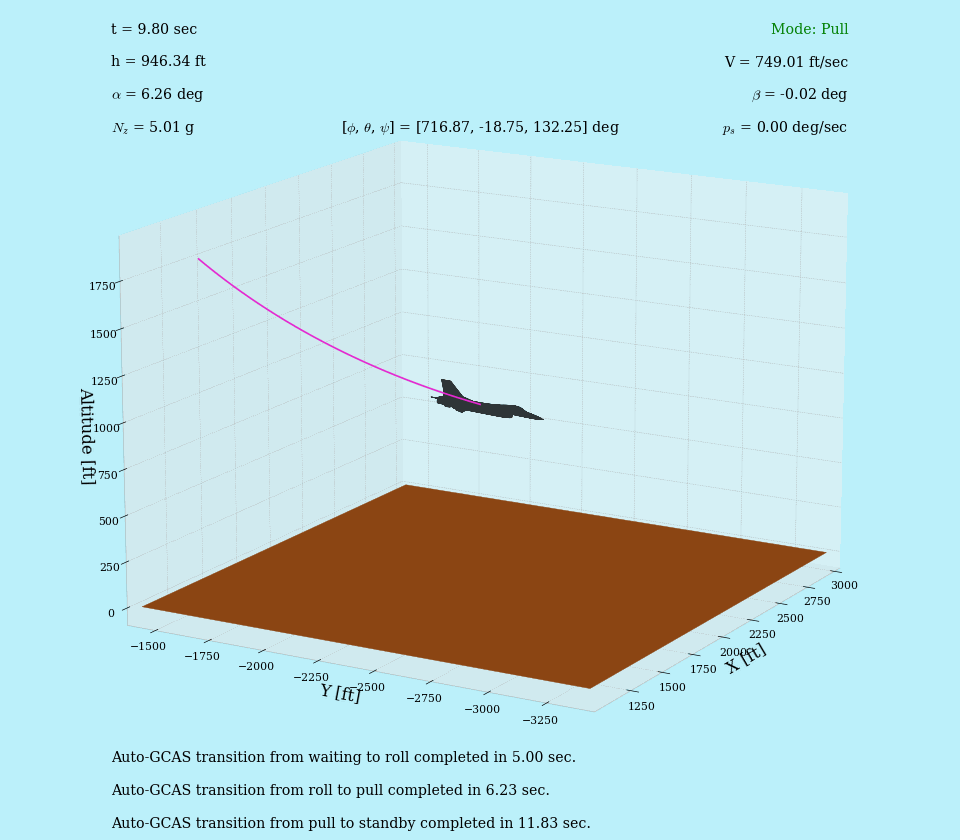 t = 9.80 sec
Mode: Pull
h = 946.34 ft
V = 749.01 ft/sec
α = 6.26 deg
β = -0.02 deg
N_z = 5.01 g
[ϕ, θ, ψ] = [716.87, -18.75, 132.25] deg
p_s = 0.00 deg/sec
Altitude [ft]
1750
1500
1250
1000
750
500
250
0
−1500
−1750
−2000
−2250
−2500
−2750
−3000
−3250
Y [ft]
3000
2750
2500
2250
2000
1750
1500
1250
X [ft]
Auto-GCAS transition from waiting to roll completed in 5.00 sec.
Auto-GCAS transition from roll to pull completed in 6.23 sec.
Auto-GCAS transition from pull to standby completed in 11.83 sec.